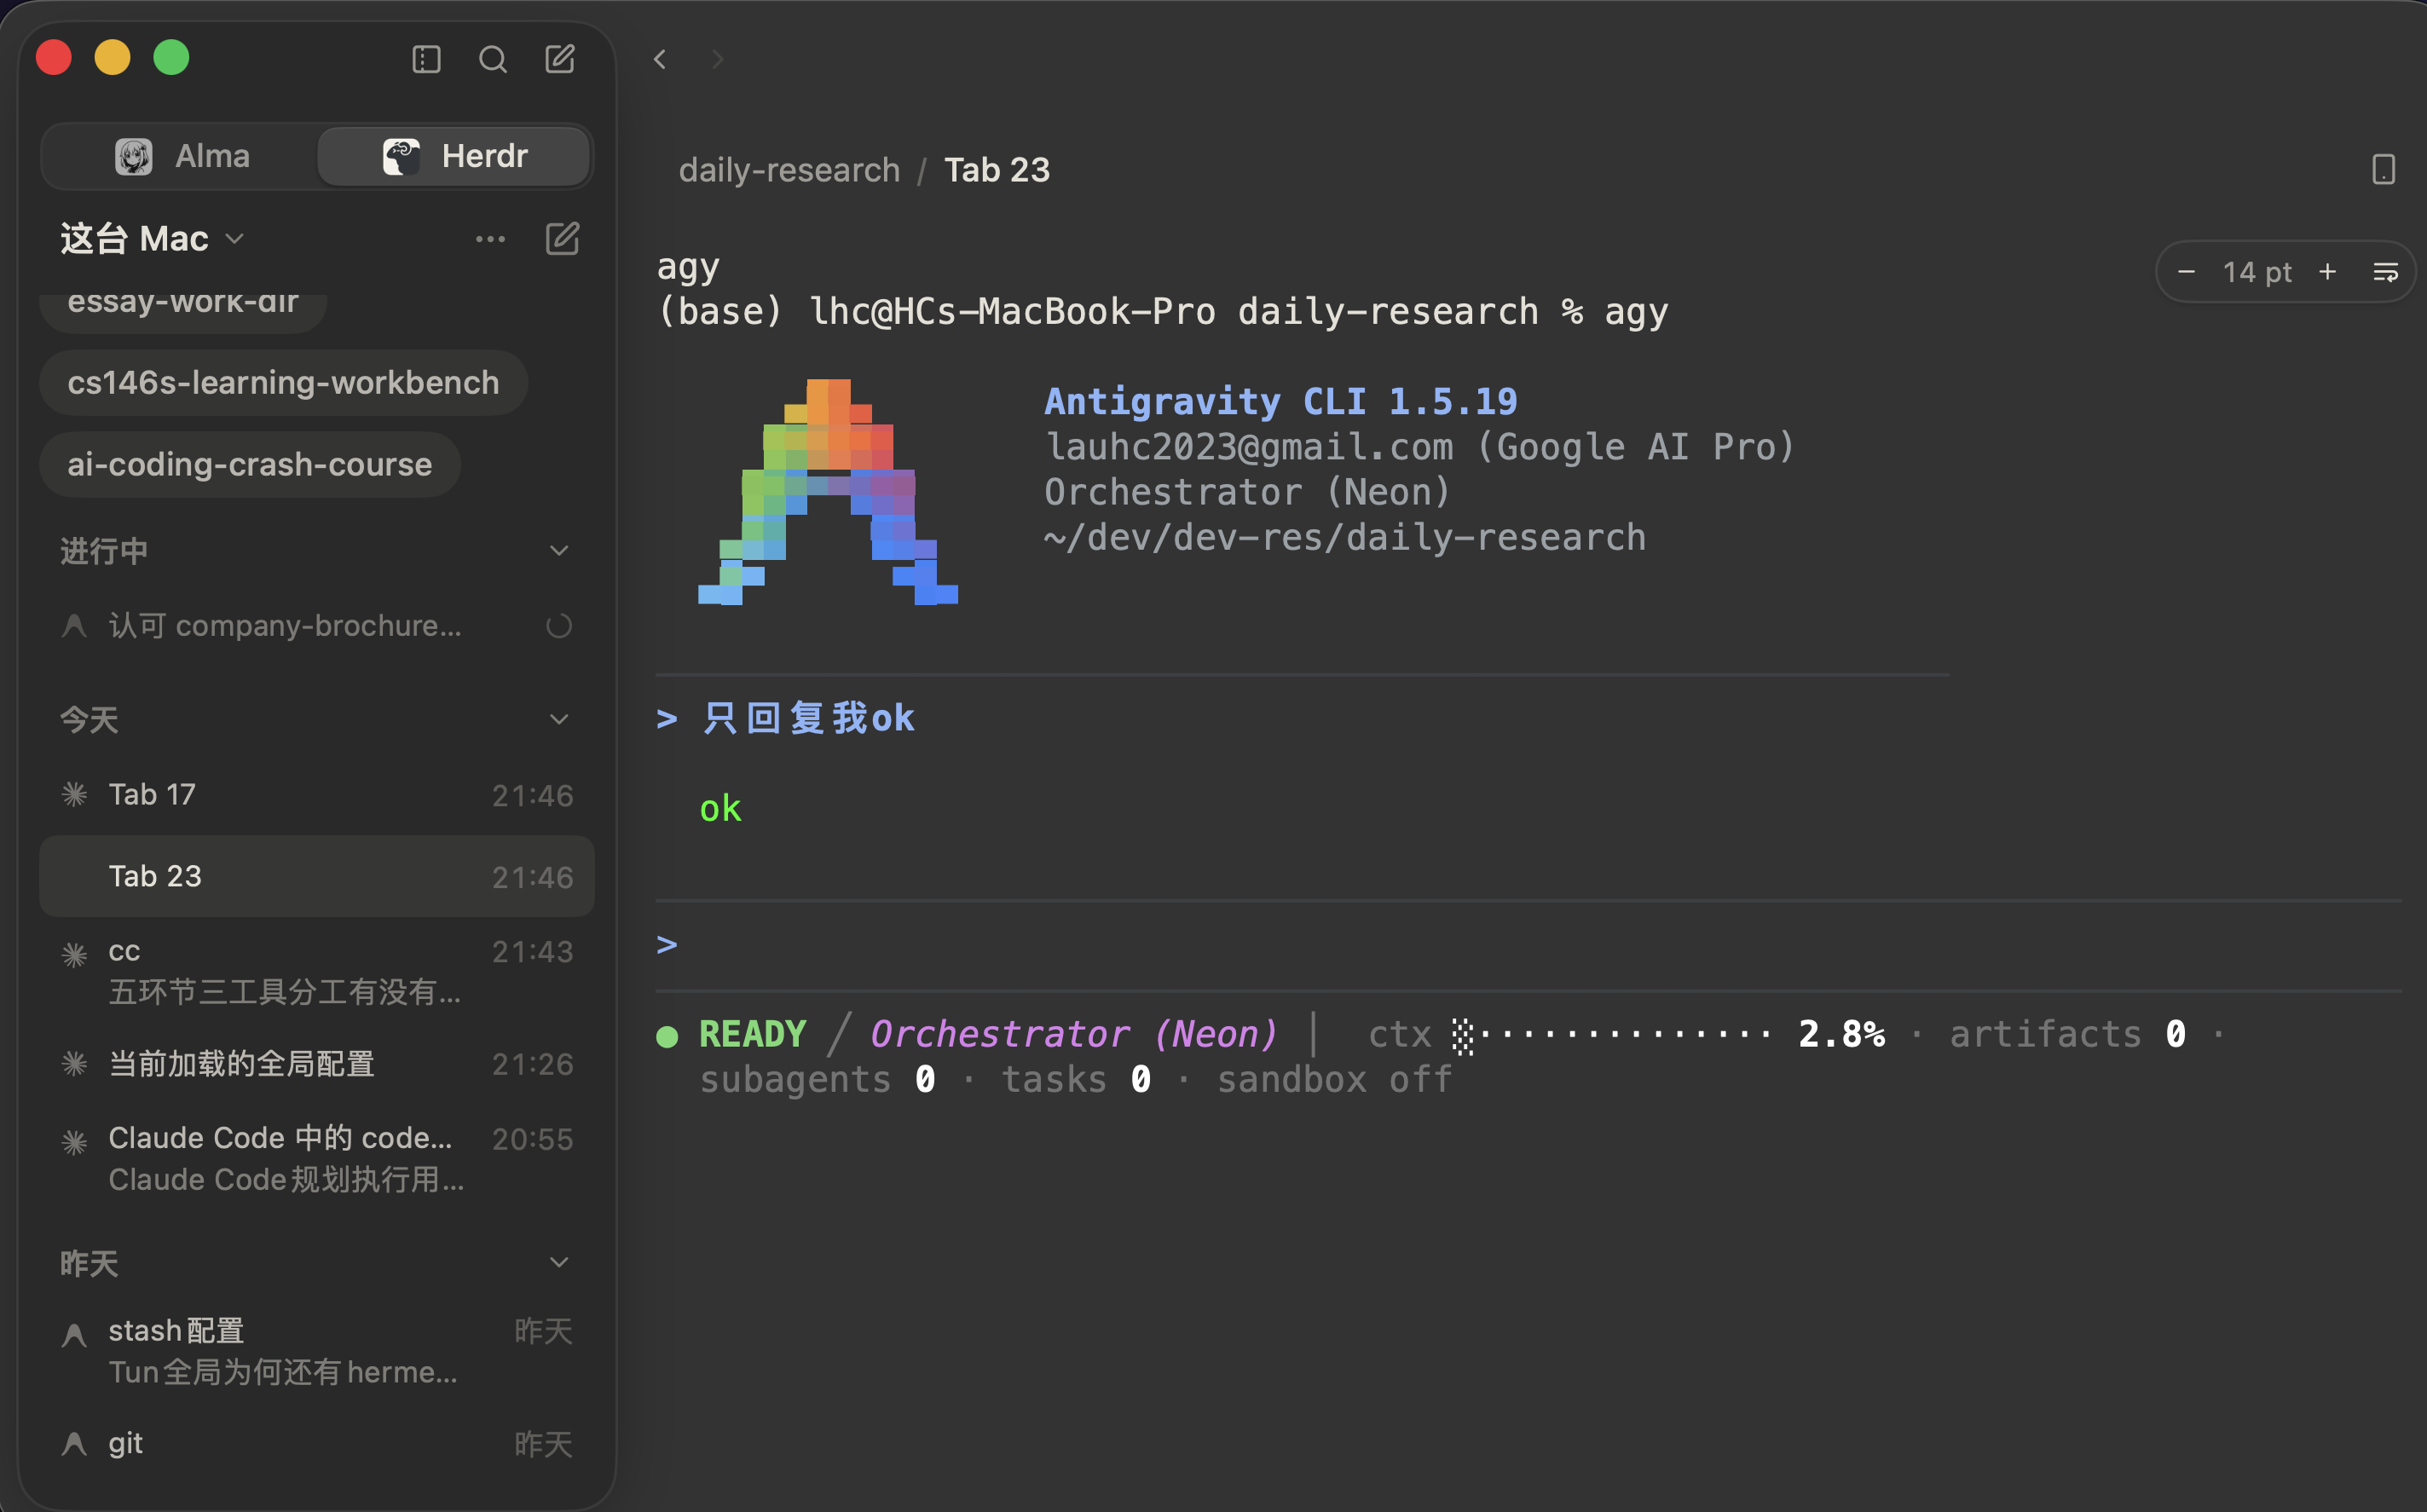 Alma
Herdr
这台 Mac
essay-work-dir
cs146s-learning-workbench
ai-coding-crash-course
进行中
认可 company-brochure...
今天
Tab 17 21:46
Tab 23 21:46
cc 21:43
五环节三工具分工有没有...
当前加载的全局配置 21:26
Claude Code 中的 code... 20:55
Claude Code规划执行用...
昨天
stash配置 昨天
Tun全局为何还有herme...
git 昨天
daily-research / Tab 23
− 14 pt +
agy
(base) lhc@HCs-MacBook-Pro daily-research % agy
Antigravity CLI 1.5.19
lauhc2023@gmail.com (Google AI Pro)
Orchestrator (Neon)
~/dev/dev-res/daily-research
> 只回复我ok
ok
>
● READY / Orchestrator (Neon) │ ctx ░·············· 2.8% · artifacts 0 ·
subagents 0 · tasks 0 · sandbox off